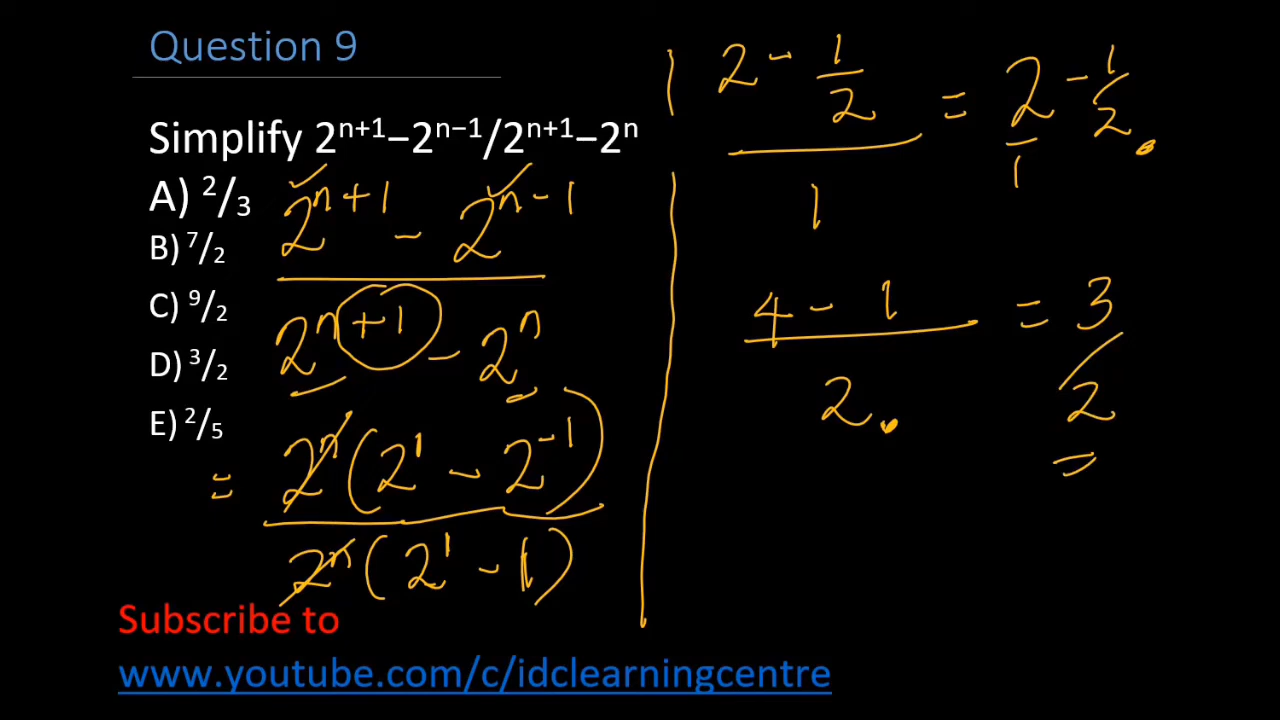 Question 9
Simplify 2ⁿ⁺¹−2ⁿ⁻¹/2ⁿ⁺¹−2ⁿ
A) ²/₃
B) ⁷/₂
C) ⁹/₂
D) ³/₂
E) ²/₅
2ⁿ⁺¹ - 2ⁿ⁻¹
2ⁿ⁺¹ - 2ⁿ
= 2ⁿ(2¹ - 2⁻¹)
2ⁿ(2¹ - 1)
2 - 1/2 = 2/1 - 1/2.
1
4 - 1 = 3/2
2.
=
Subscribe to
www.youtube.com/c/idclearningcentre